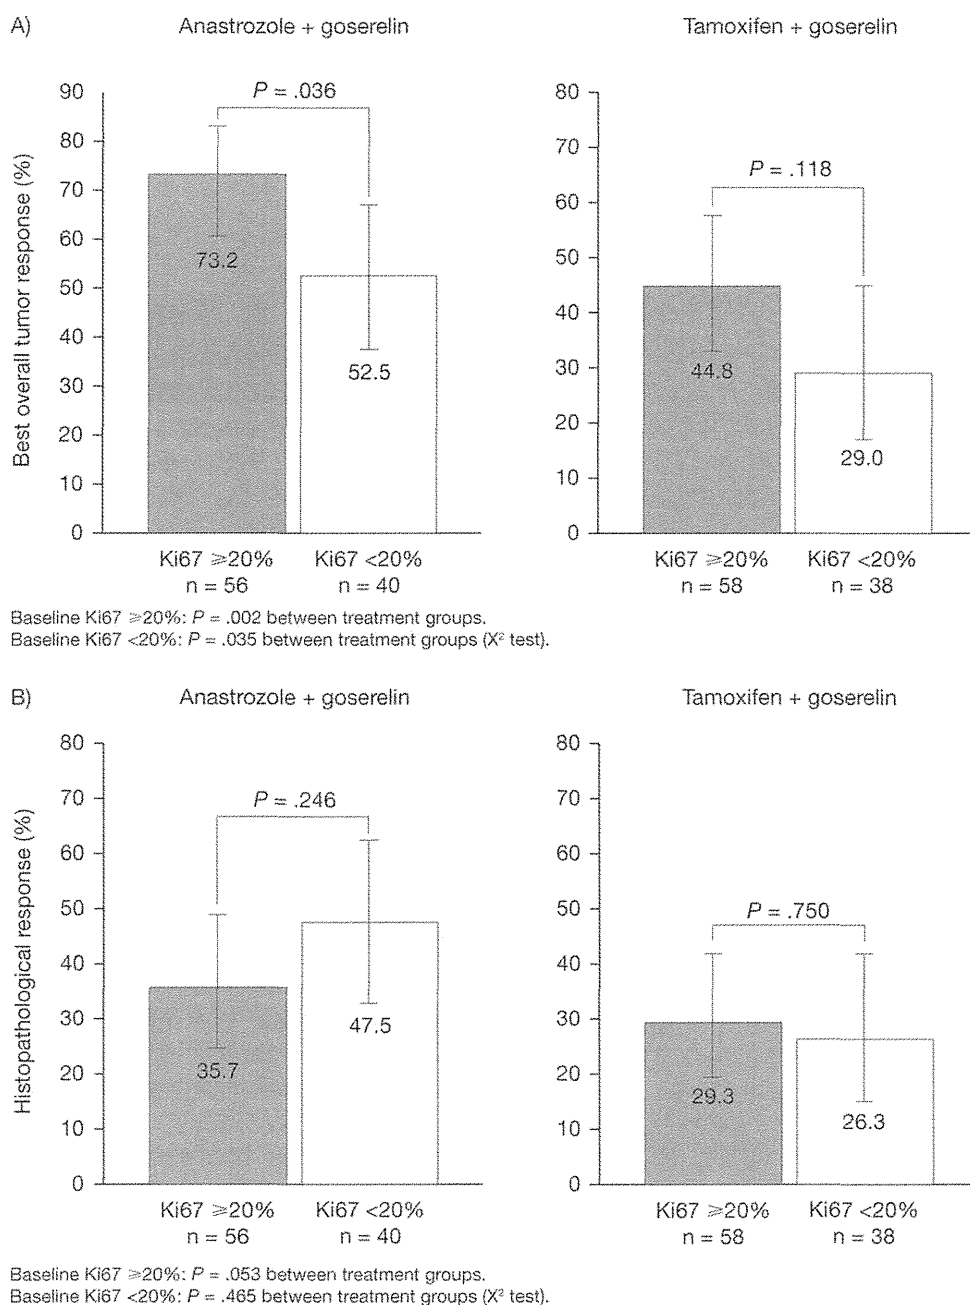 A)
Anastrozole + goserelin
Tamoxifen + goserelin
Best overall tumor response (%)
90
80
70
60
50
40
30
20
10
0
P = .036
73.2
52.5
Ki67 ⩾20%
n = 56
Ki67 <20%
n = 40
80
70
60
50
40
30
20
10
0
P = .118
44.8
29.0
Ki67 ⩾20%
n = 58
Ki67 <20%
n = 38
Baseline Ki67 ⩾20%: P = .002 between treatment groups.
Baseline Ki67 <20%: P = .035 between treatment groups (X² test).
B)
Anastrozole + goserelin
Tamoxifen + goserelin
Histopathological response (%)
80
70
60
50
40
30
20
10
0
P = .246
35.7
47.5
Ki67 ⩾20%
n = 56
Ki67 <20%
n = 40
80
70
60
50
40
30
20
10
0
P = .750
29.3
26.3
Ki67 ⩾20%
n = 58
Ki67 <20%
n = 38
Baseline Ki67 ⩾20%: P = .053 between treatment groups.
Baseline Ki67 <20%: P = .465 between treatment groups (X² test).